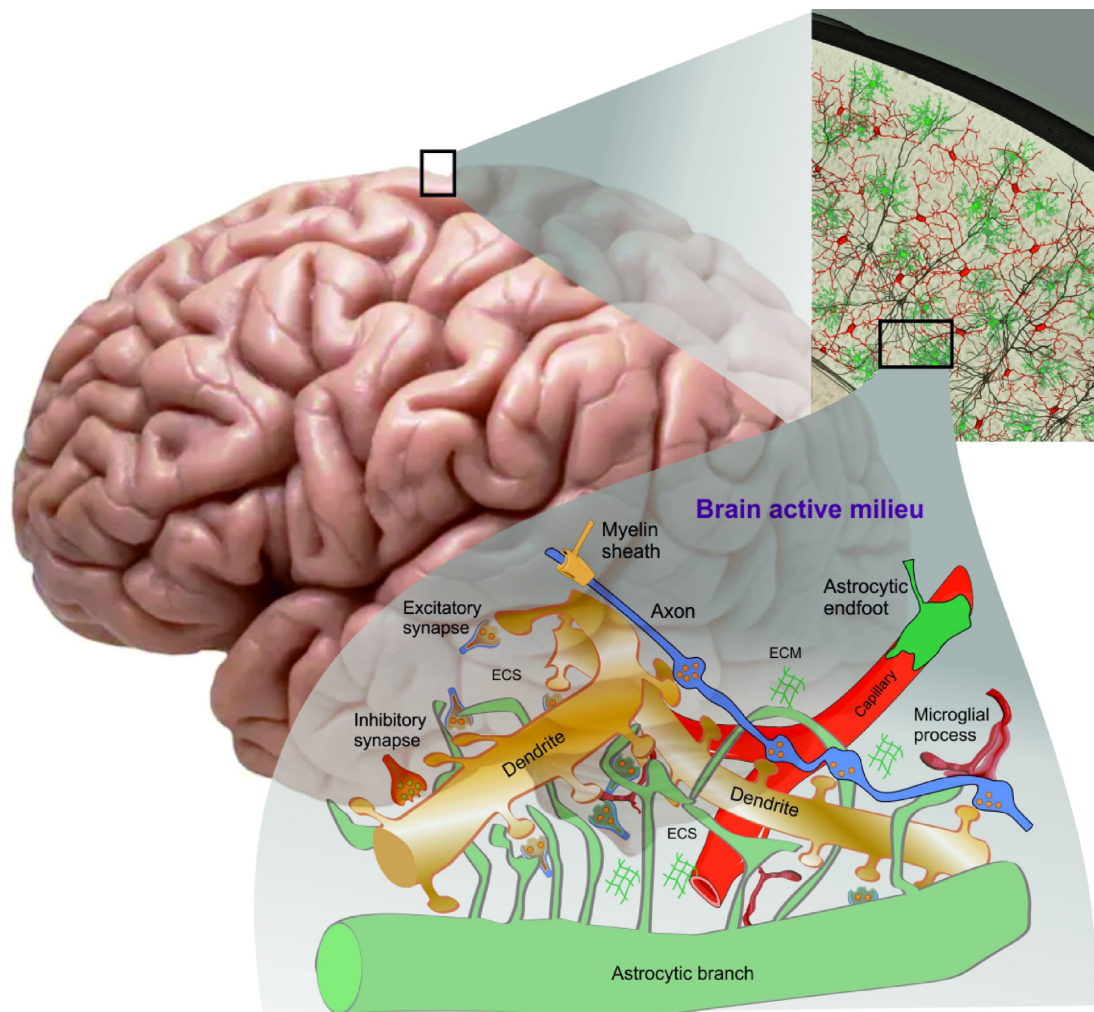 Brain active milieu
Myelin
sheath
Excitatory
synapse
Axon
Astrocytic
endfoot
ECS
ECM
Capillary
Inhibitory
synapse
Microglial
process
Dendrite
Dendrite
ECS
Astrocytic branch